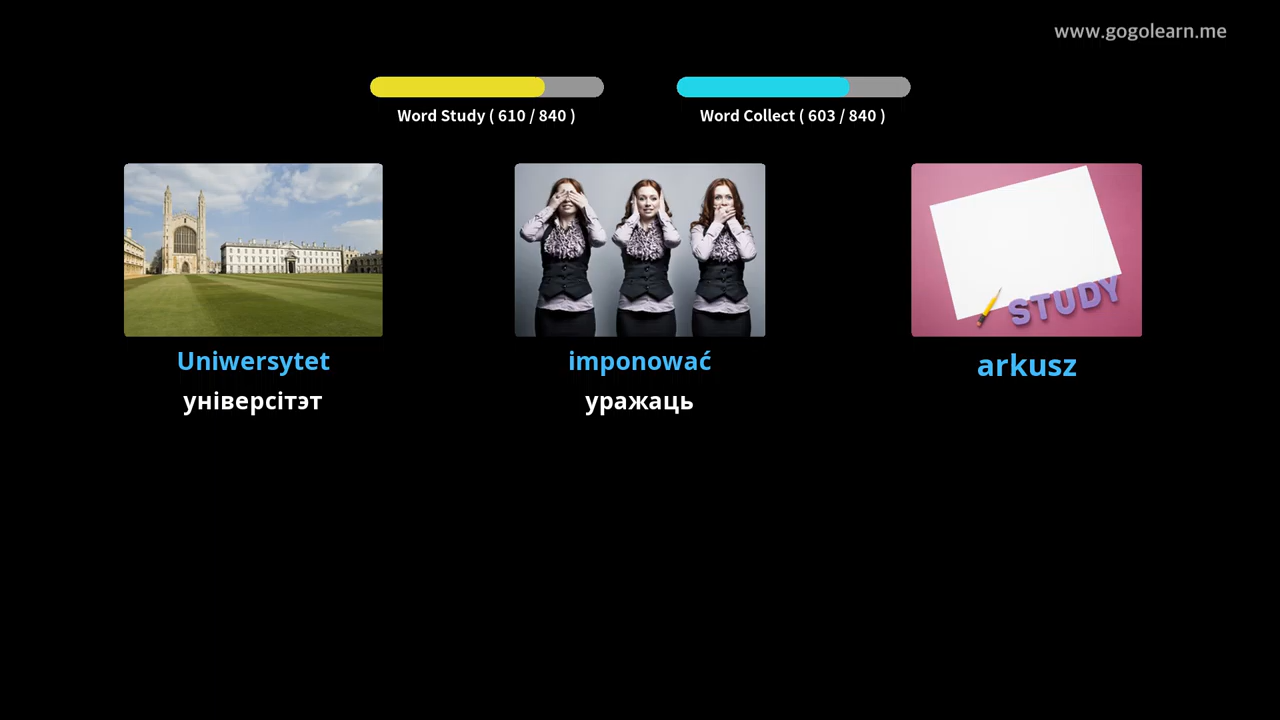 www.gogolearn.me
Word Study ( 610 / 840 )
Word Collect ( 603 / 840 )
STUDY
Uniwersytet
універсітэт
imponować
уражаць
arkusz